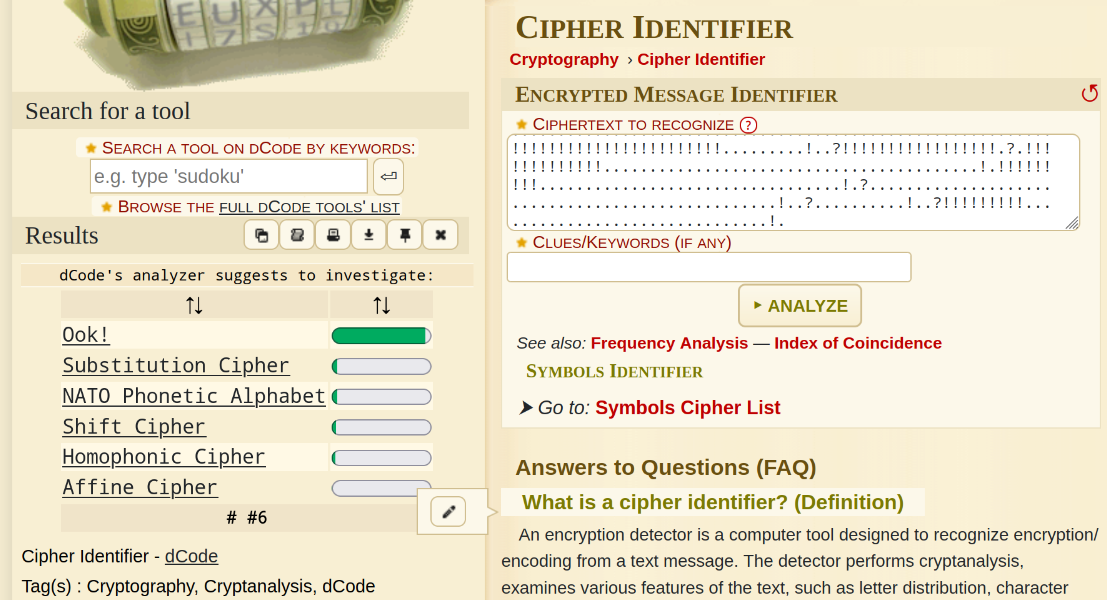 EUXPL
Search for a tool
★ Search a tool on dCode by keywords:
e.g. type 'sudoku'
★ Browse the full dCode tools' list
Results
dCode's analyzer suggests to investigate:
↑↓ ↑↓
Ook!
Substitution Cipher
NATO Phonetic Alphabet
Shift Cipher
Homophonic Cipher
Affine Cipher
# #6
Cipher Identifier - dCode
Tag(s) : Cryptography, Cryptanalysis, dCode
Cipher Identifier
Cryptography › Cipher Identifier
Encrypted Message Identifier
★ Ciphertext to recognize ?
!!!!!!!!!!!!!!!!!!!!!!!.........!..?!!!!!!!!!!!!!!!!!.?.!!!
!!!!!!!!!!.........................................!.!!!!!!
!!!.................................!.?....................
.............................!..?..........!..?!!!!!!!!!...
............................!.
★ Clues/Keywords (if any)
► ANALYZE
See also: Frequency Analysis — Index of Coincidence
Symbols Identifier
➤ Go to: Symbols Cipher List
Answers to Questions (FAQ)
What is a cipher identifier? (Definition)
An encryption detector is a computer tool designed to recognize encryption/
encoding from a text message. The detector performs cryptanalysis,
examines various features of the text, such as letter distribution, character